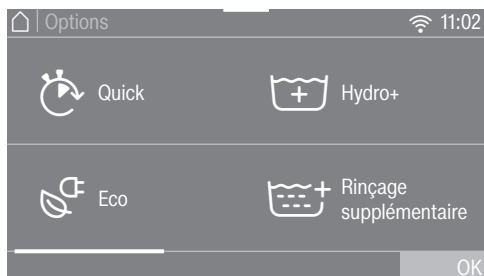 Options
11:02
Quick
Hydro+
Eco
Rinçage
supplémentaire
OK